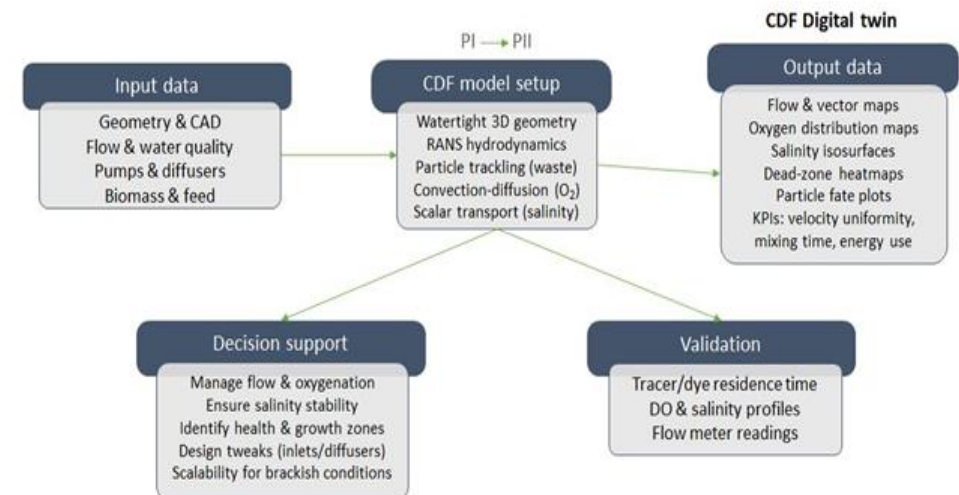 CDF Digital twin
PI → PII
Input data
Geometry & CAD
Flow & water quality
Pumps & diffusers
Biomass & feed
CDF model setup
Watertight 3D geometry
RANS hydrodynamics
Particle trackling (waste)
Convection-diffusion (O₂)
Scalar transport (salinity)
Output data
Flow & vector maps
Oxygen distribution maps
Salinity isosurfaces
Dead-zone heatmaps
Particle fate plots
KPIs: velocity uniformity,
mixing time, energy use
Decision support
Manage flow & oxygenation
Ensure salinity stability
Identify health & growth zones
Design tweaks (inlets/diffusers)
Scalability for brackish conditions
Validation
Tracer/dye residence time
DO & salinity profiles
Flow meter readings